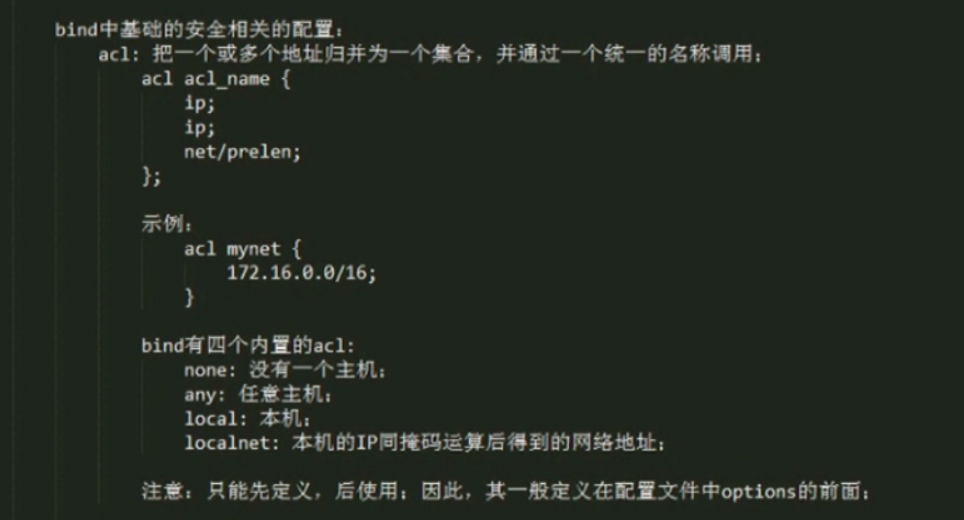 bind中基础的安全相关的配置：
acl: 把一个或多个地址归并为一个集合，并通过一个统一的名称调用；
acl acl_name {
ip;
ip;
net/prelen;
};
示例：
acl mynet {
172.16.0.0/16;
}
bind有四个内置的acl:
none: 没有一个主机；
any: 任意主机；
local: 本机；
localnet: 本机的IP同掩码运算后得到的网络地址；
注意：只能先定义，后使用；因此，其一般定义在配置文件中options的前面；